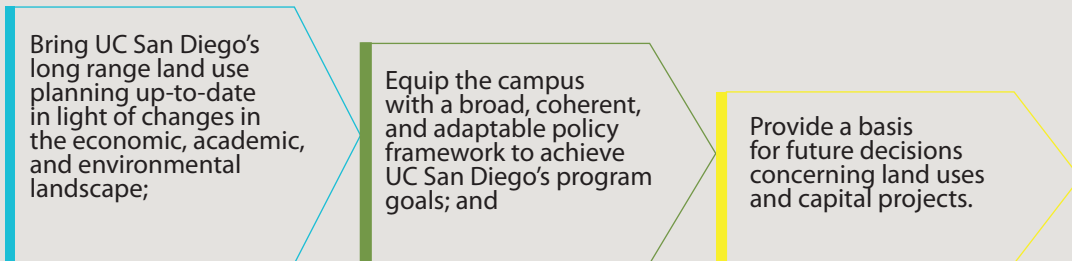 Bring UC San Diego’s
long range land use
planning up-to-date
in light of changes in
the economic, academic,
and environmental
landscape;
Equip the campus
with a broad, coherent,
and adaptable policy
framework to achieve
UC San Diego’s program
goals; and
Provide a basis
for future decisions
concerning land uses
and capital projects.